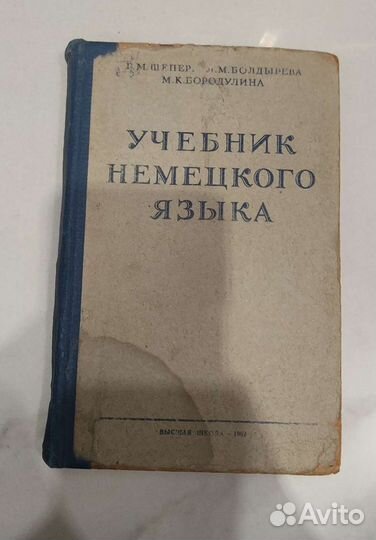 М.ШЕПЕР. М.БОЛДЫРЕВА
М.К.БОРОДУЛИНА
УЧЕБНИК
НЕМЕЦКОГО
ЯЗЫКА
ВЫСШАЯ ШКОЛА -
Avito